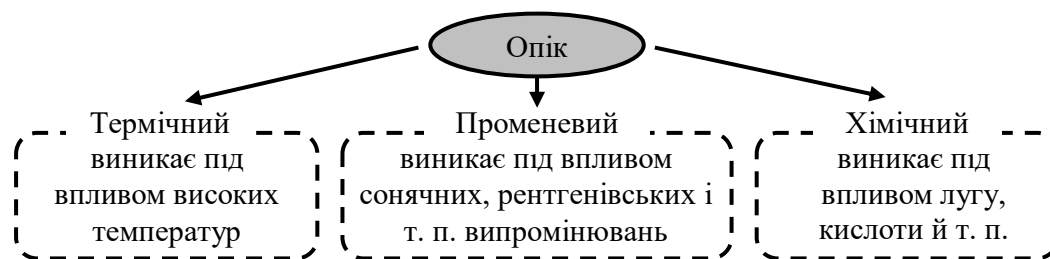 Опік
Термічний
виникає під
впливом високих
температур
Променевий
виникає під впливом
сонячних, рентгенівських і
т. п. випромінювань
Хімічний
виникає під
впливом лугу,
кислоти й т. п.